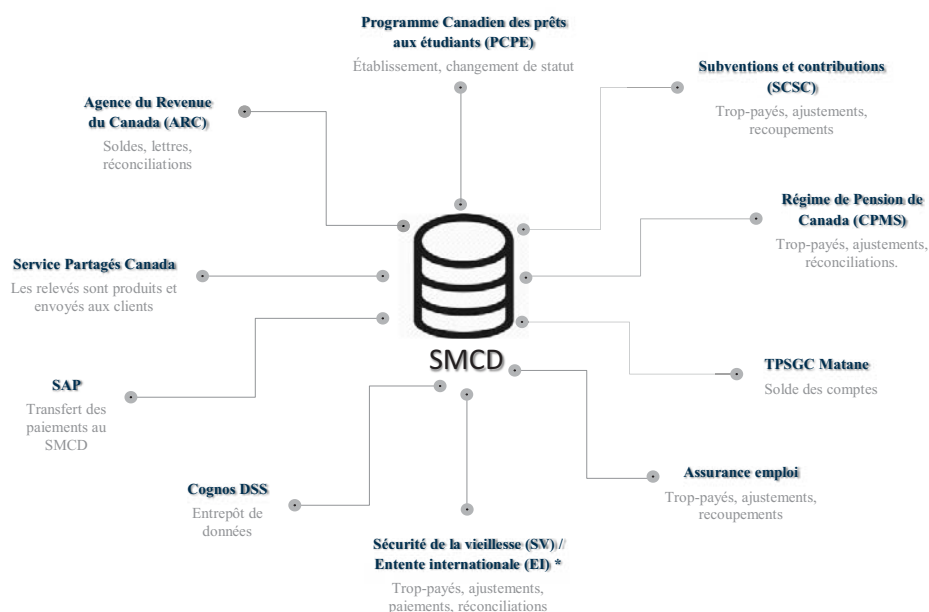 Programme Canadien des prêts
aux étudiants (PCPE)
Établissement, changement de statut
Subventions et contributions
(SCSC)
Trop-payés, ajustements,
recoupements
Agence du Revenue
du Canada (ARC)
Soldes, lettres,
réconciliations
Régime de Pension de
Canada (CPMS)
Trop-payés, ajustements,
réconciliations.
Service Partagés Canada
Les relevés sont produits et
envoyés aux clients
SMCD
TPSGC Matane
Solde des comptes
SAP
Transfert des
paiements au
SMCD
Assurance emploi
Trop-payés, ajustements,
recoupements
Cognos DSS
Entrepôt de
données
Sécurité de la vieillesse (SV) /
Entente internationale (EI) *
Trop-payés, ajustements,
paiements, réconciliations